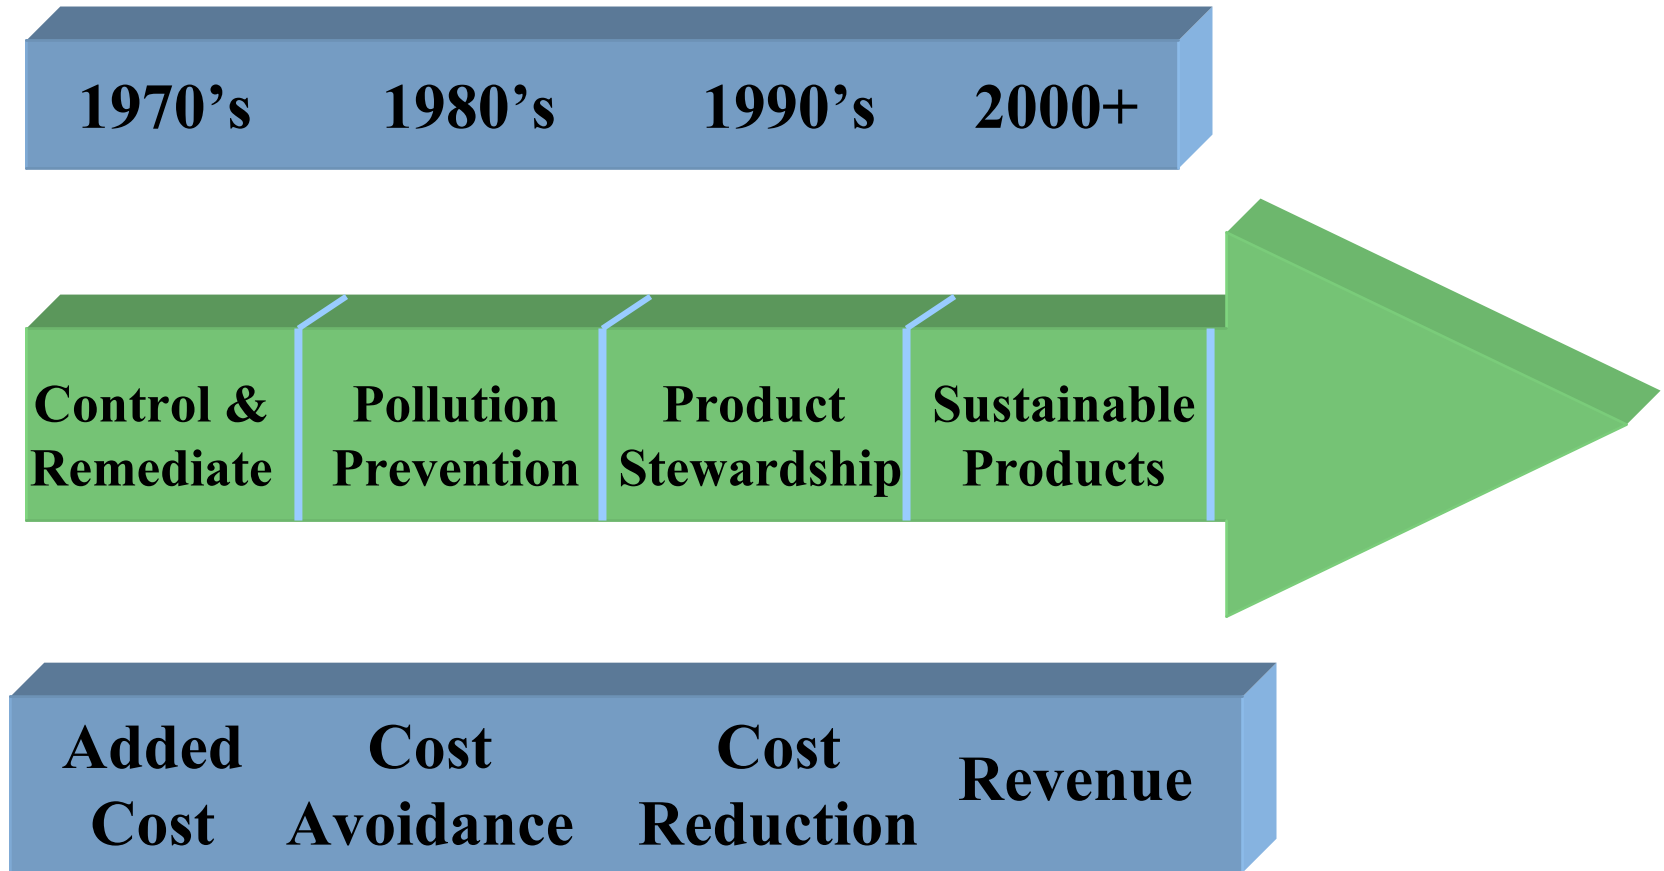 1970’s 1980’s 1990’s 2000+
Control & Pollution Product Sustainable
Remediate Prevention Stewardship Products
Added Cost Cost Revenue
Cost Avoidance Reduction